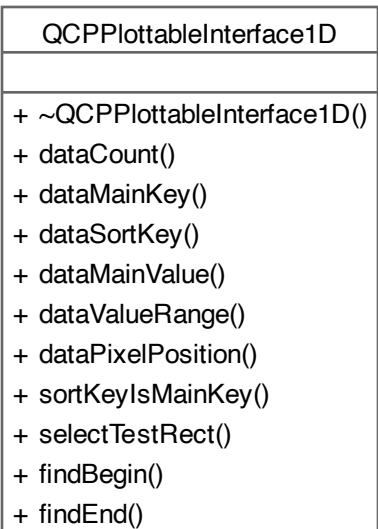 QCPPlottableInterface1D
+ ~QCPPlottableInterface1D()
+ dataCount()
+ dataMainKey()
+ dataSortKey()
+ dataMainValue()
+ dataValueRange()
+ dataPixelPosition()
+ sortKeyIsMainKey()
+ selectTestRect()
+ findBegin()
+ findEnd()